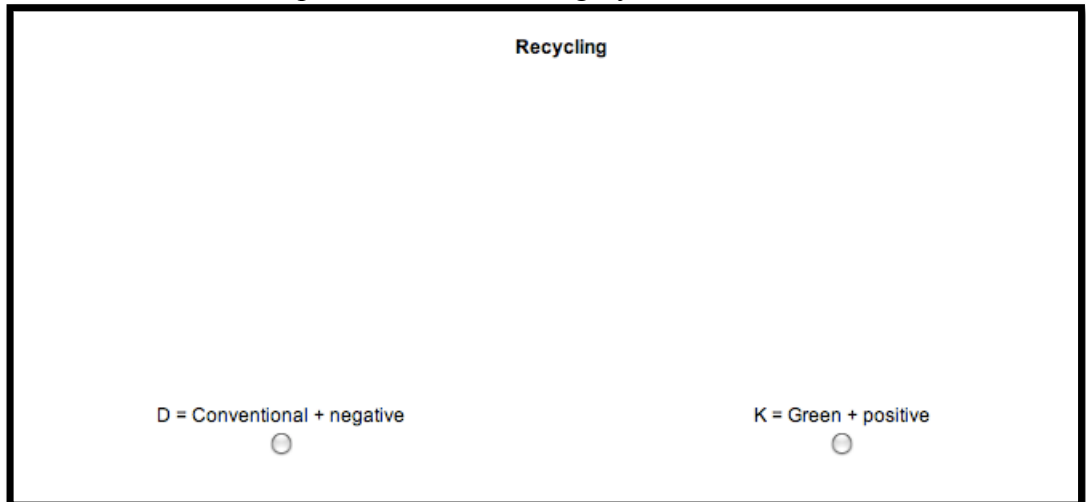 Recycling
D = Conventional + negative
K = Green + positive